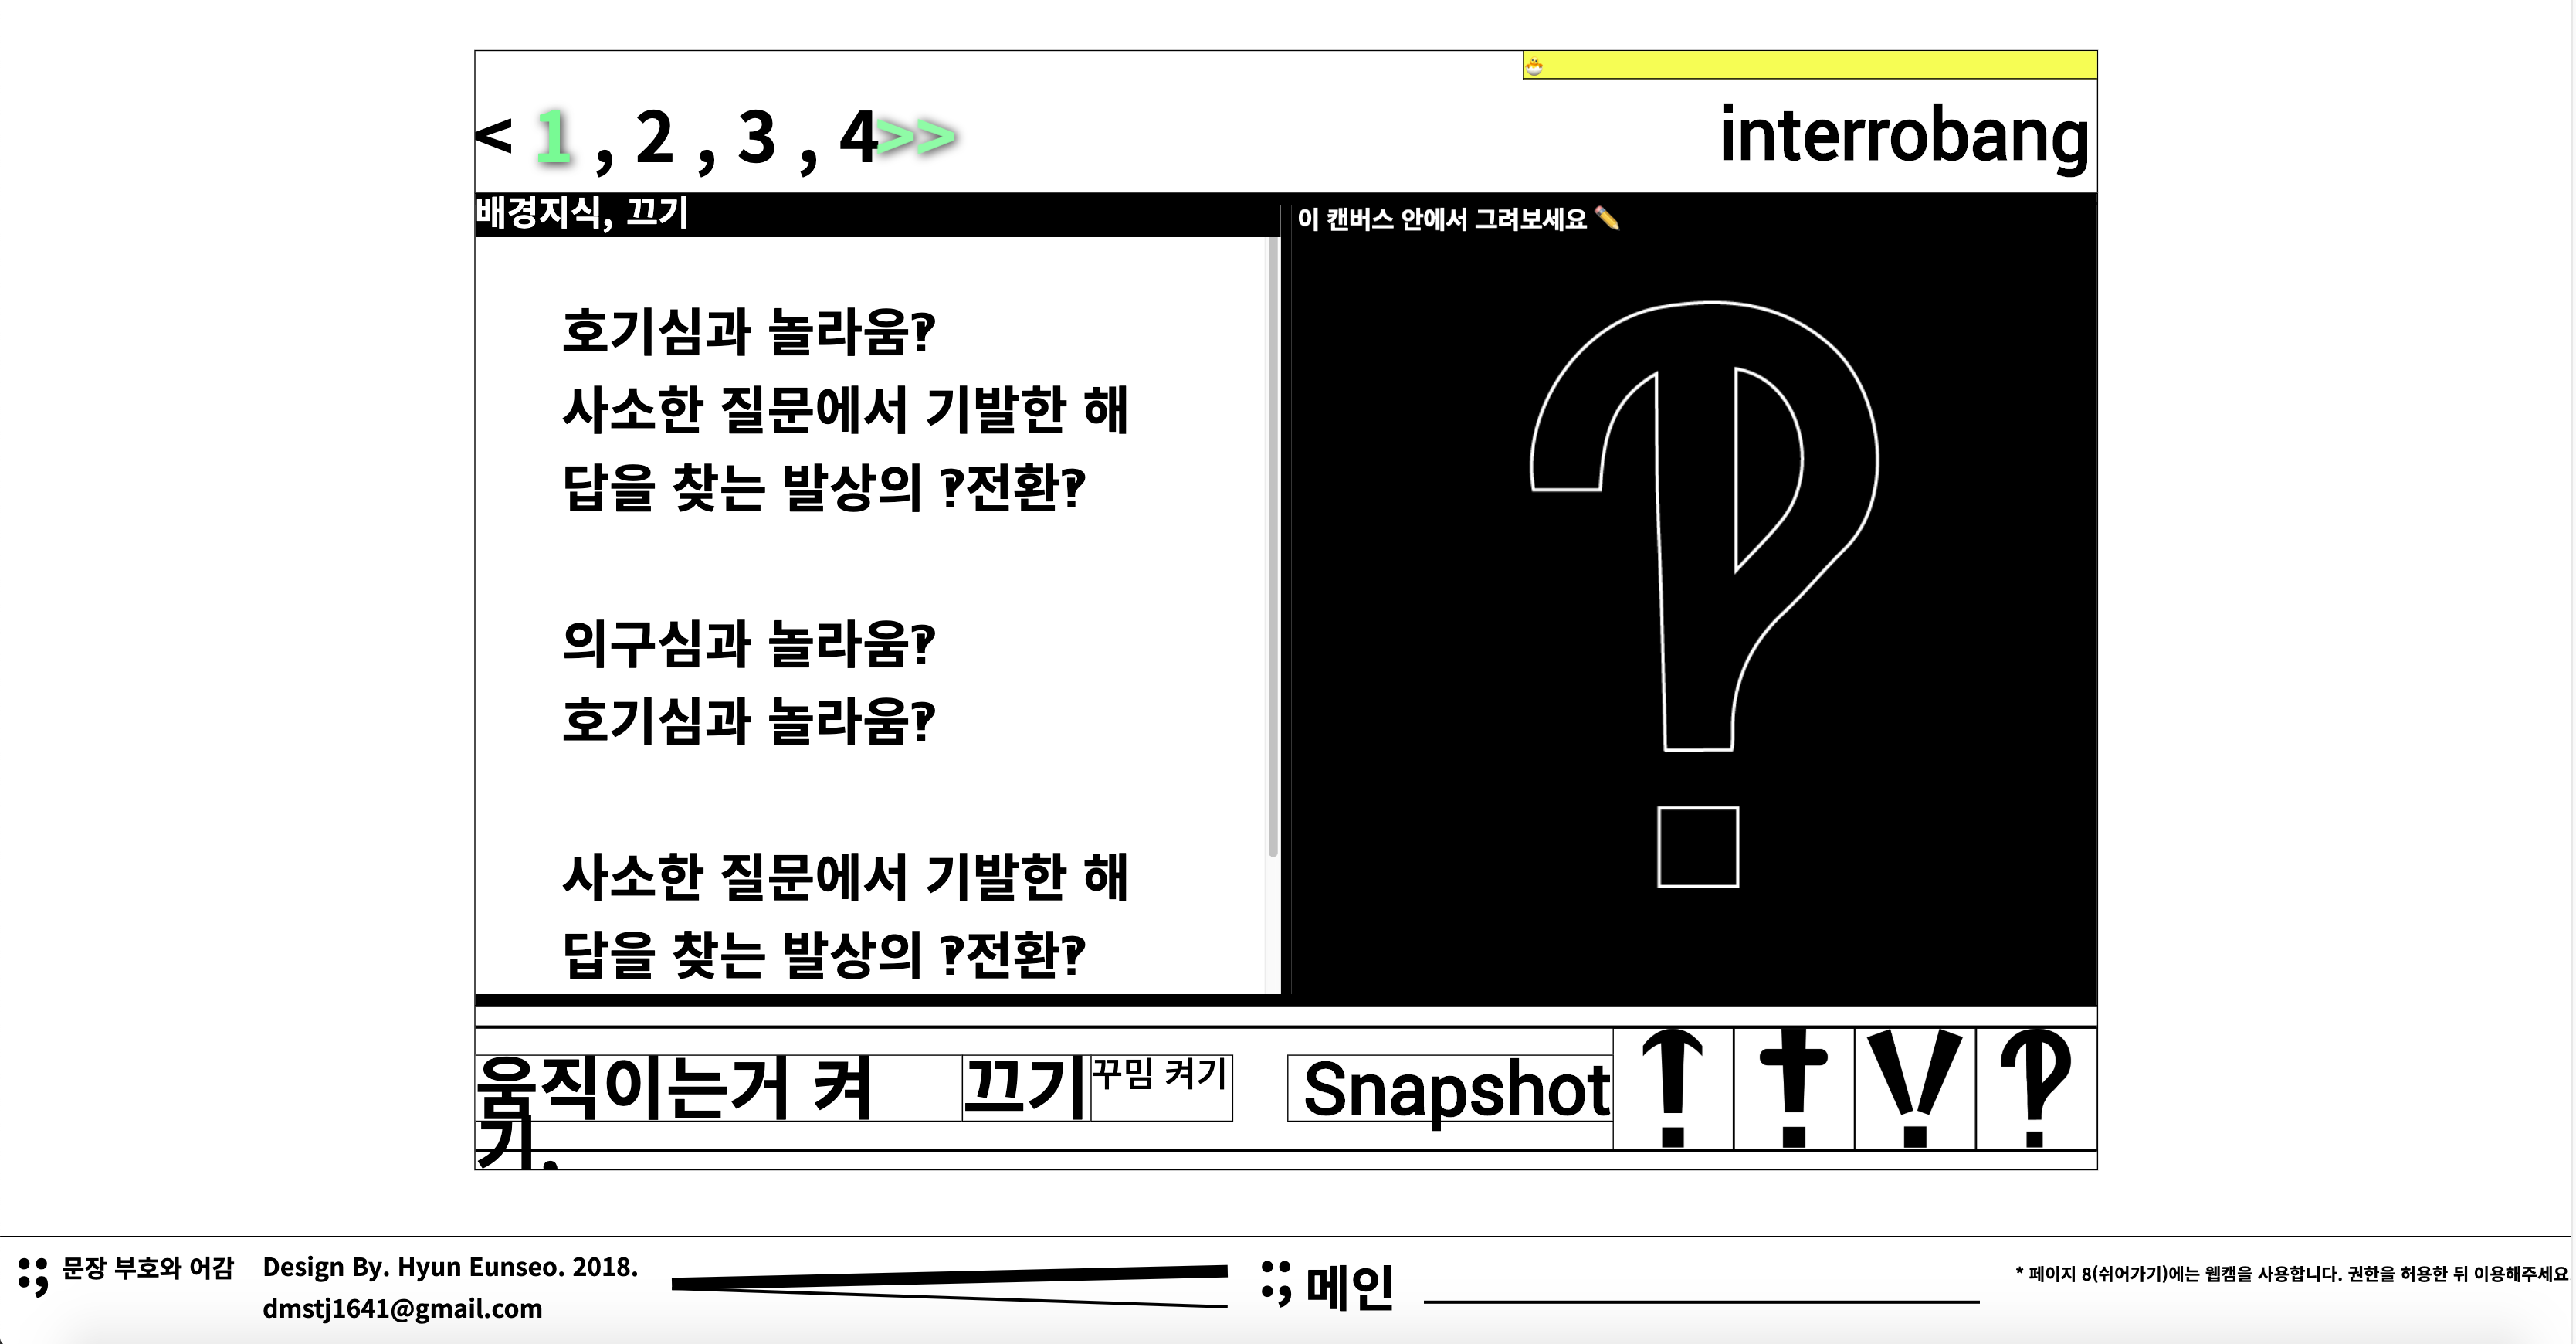 < 1 , 2 , 3 , 4>>
interrobang
배경지식, 끄기
이 캔버스 안에서 그려보세요 ✏️
호기심과 놀라움‽
사소한 질문에서 기발한 해
답을 찾는 발상의 ‽전환‽
의구심과 놀라움‽
호기심과 놀라움‽
사소한 질문에서 기발한 해
답을 찾는 발상의 ‽전환‽
‽
움직이는거 켜
기,
끄기
꾸밈 켜기
Snapshot
‽
문장 부호와 어감
Design By. Hyun Eunseo. 2018.
dmstj1641@gmail.com
메인
* 페이지 8(쉬어가기)에는 웹캠을 사용합니다. 권한을 허용한 뒤 이용해주세요.